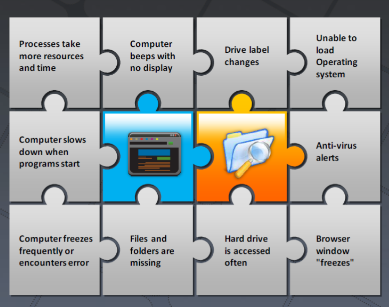 Processes take
more resources
and time
Computer
beeps with
no display
Drive label
changes
Unable to
load
Operating
system
Computer slows
down when
programs start
Anti-virus
alerts
Computer freezes
frequently or
encounters error
Files and
folders are
missing
Hard drive
is accessed
often
Browser
window
"freezes"